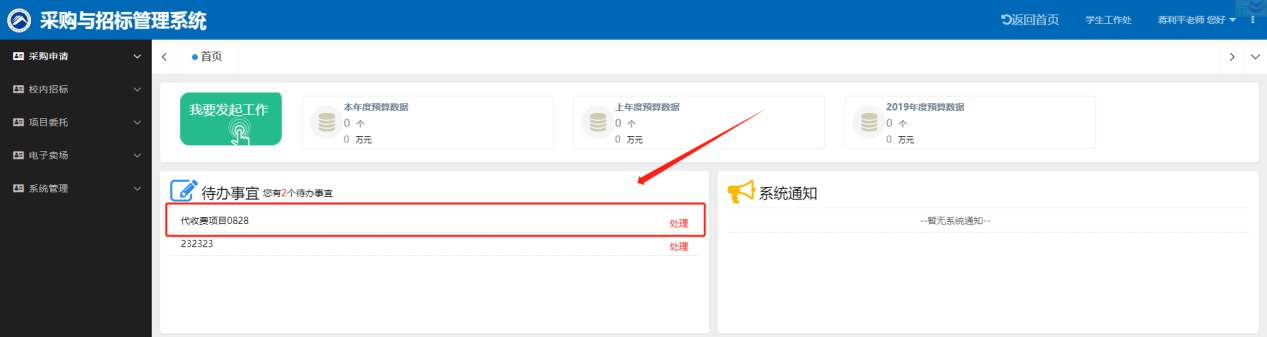 采购与招标管理系统
返回首页
学生工作处
蒋利平老师 您好
采购申请
校内招标
项目委托
电子卖场
系统管理
首页
我要发起工作
本年度预算数据
0 个
0 万元
上年度预算数据
0 个
0 万元
2019年度预算数据
0 个
0 万元
待办事宜 您有2个待办事宜
代收费项目0828 处理
232323 处理
系统通知
--暂无系统通知--